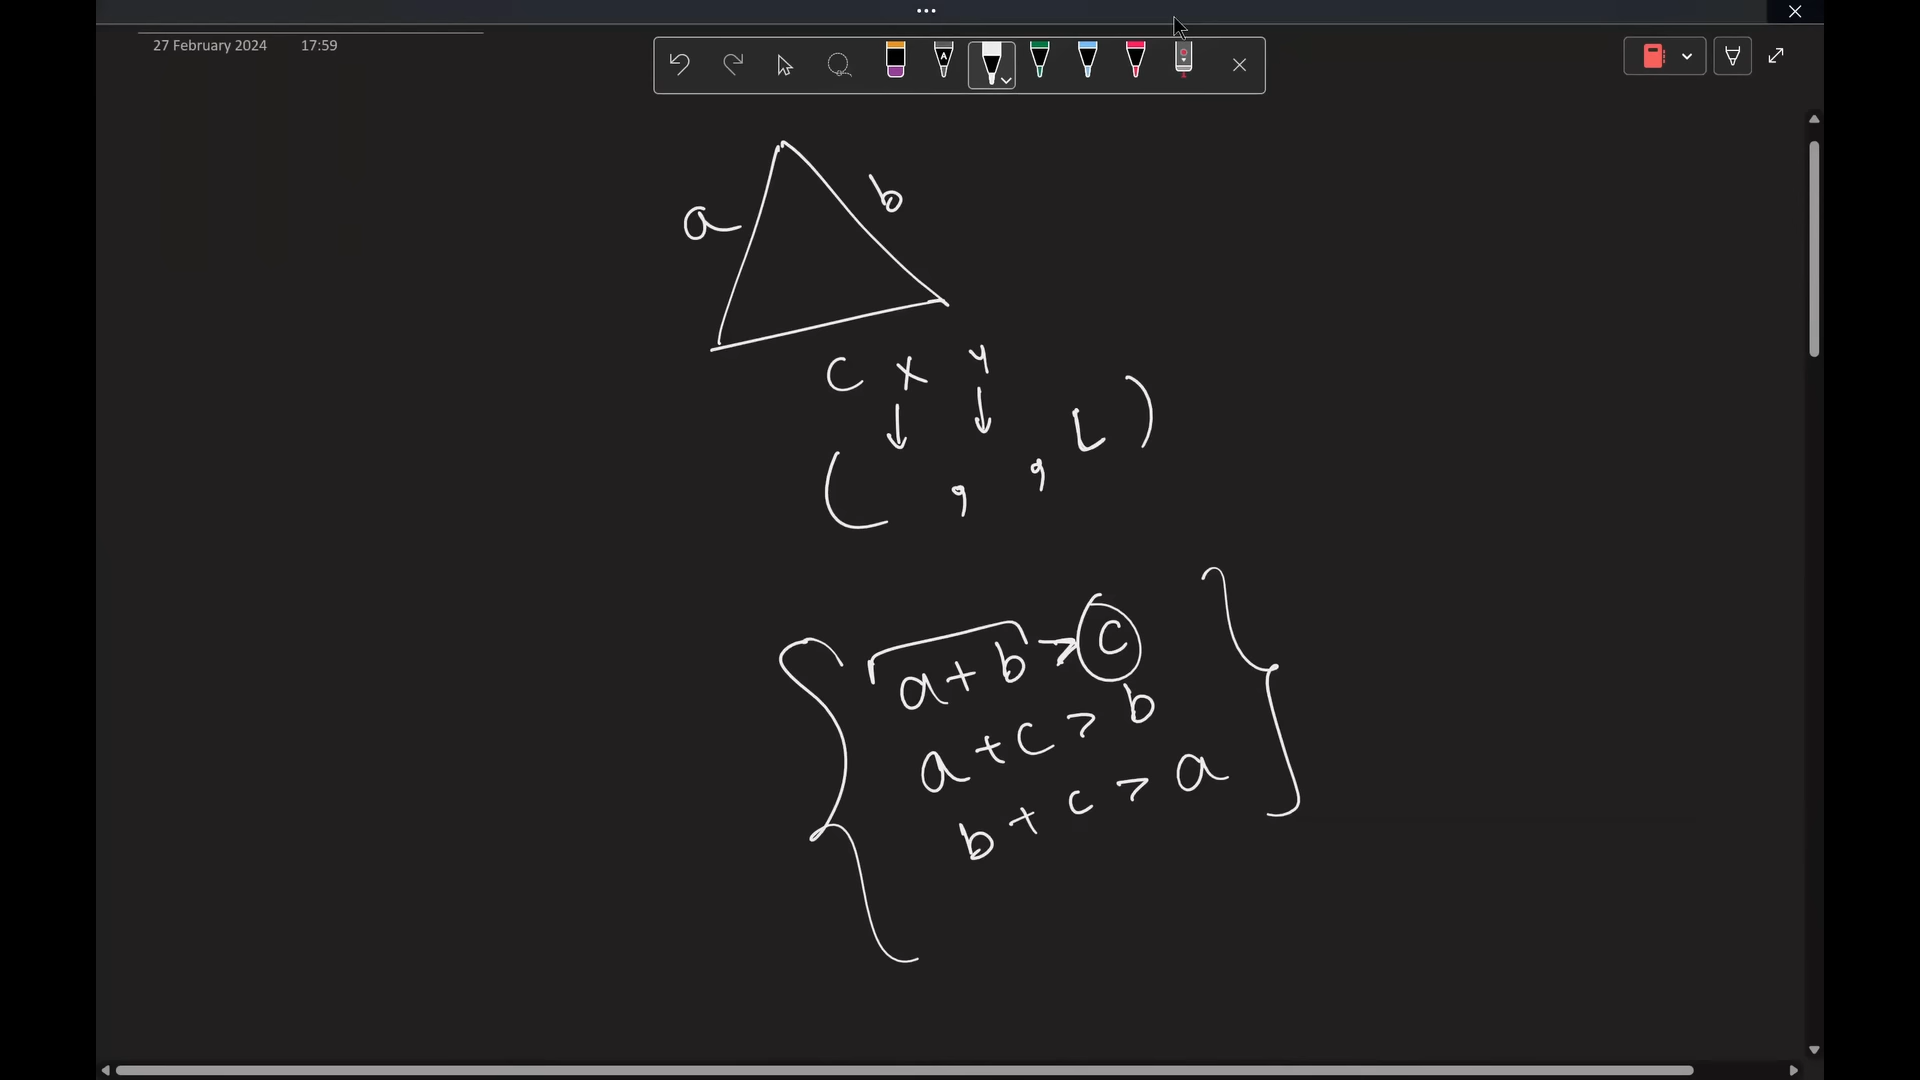 27 February 2024 17:59
a
b
C x y
↓ ↓
( , , L )
a + b > C
a + c > b
b + c > a